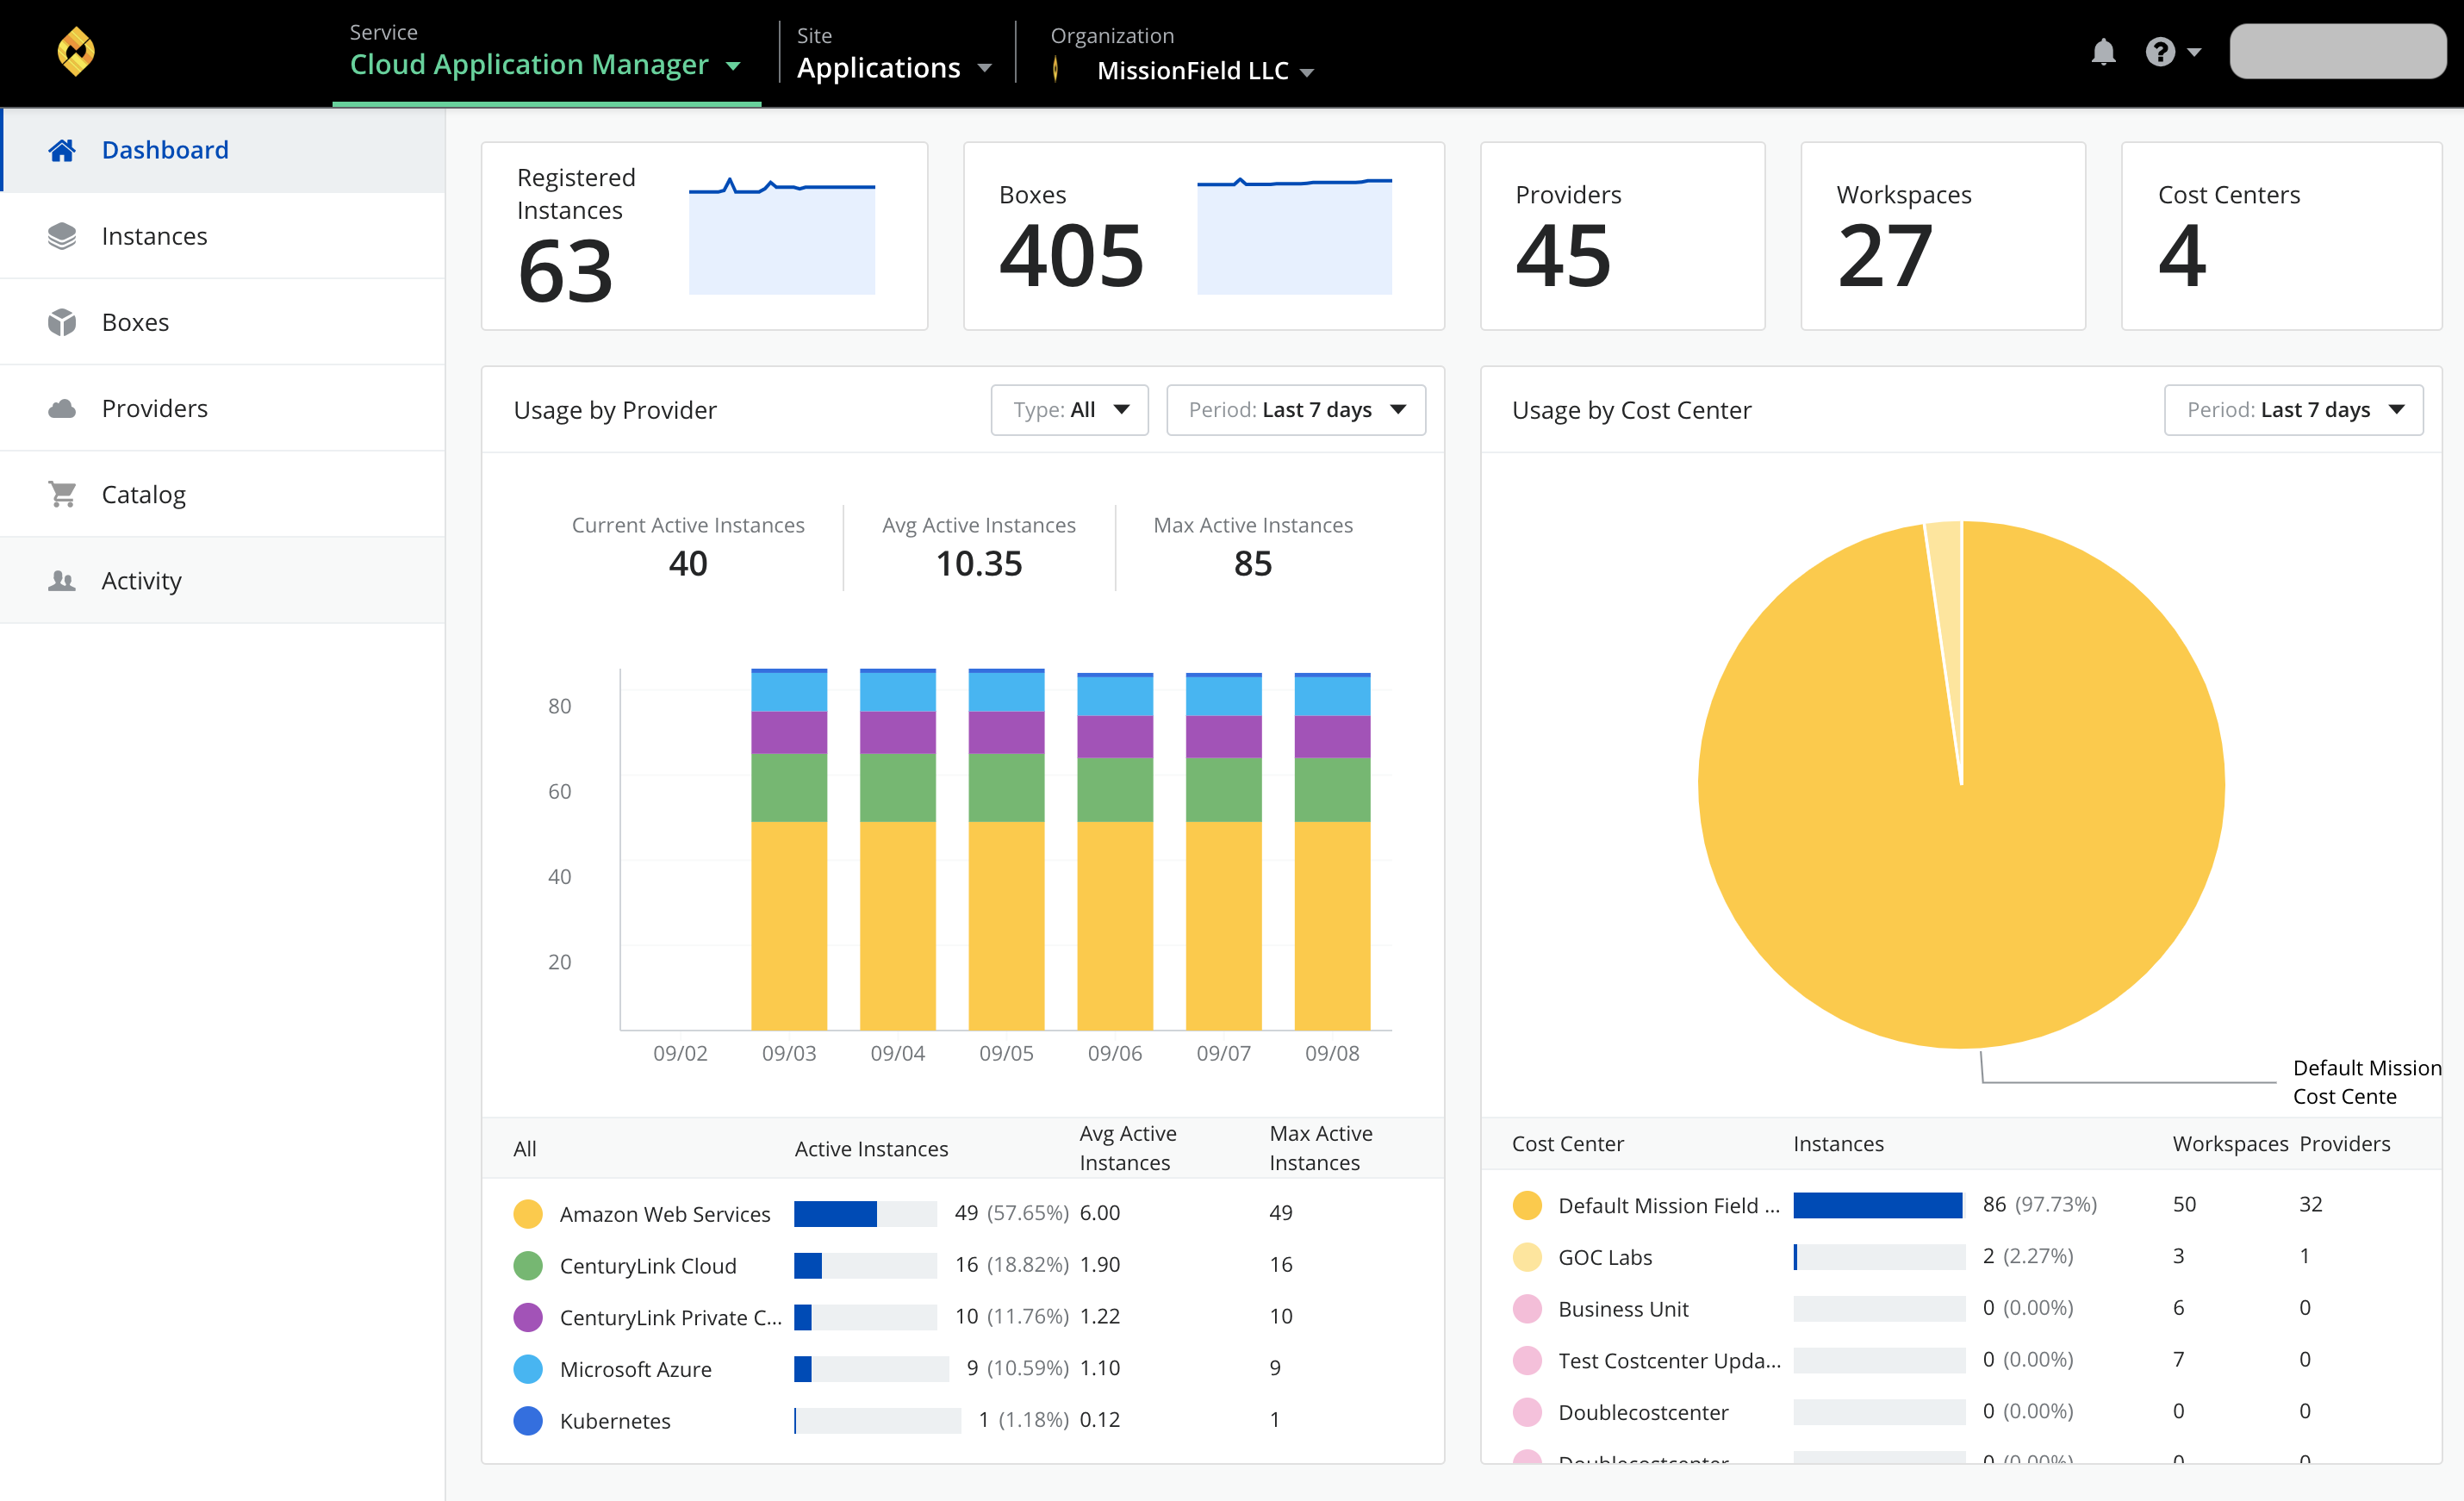 Service
Cloud Application Manager
Site
Applications
Organization
MissionField LLC
?
Dashboard
Instances
Boxes
Providers
Catalog
Activity
Registered
Instances
63
Boxes
405
Providers
45
Workspaces
27
Cost Centers
4
Usage by Provider
Type: All
Period: Last 7 days
Current Active Instances
40
Avg Active Instances
10.35
Max Active Instances
85
80
60
40
20
09/02 09/03 09/04 09/05 09/06 09/07 09/08
All Active Instances Avg Active Instances Max Active Instances
Amazon Web Services 49 (57.65%) 6.00 49
CenturyLink Cloud 16 (18.82%) 1.90 16
CenturyLink Private C... 10 (11.76%) 1.22 10
Microsoft Azure 9 (10.59%) 1.10 9
Kubernetes 1 (1.18%) 0.12 1
Usage by Cost Center
Period: Last 7 days
Default Mission
Cost Cente
Cost Center Instances Workspaces Providers
Default Mission Field ... 86 (97.73%) 50 32
GOC Labs 2 (2.27%) 3 1
Business Unit 0 (0.00%) 6 0
Test Costcenter Upda... 0 (0.00%) 7 0
Doublecostcenter 0 (0.00%) 0 0
Doublecostcenter 0 (0.00%) 0 0